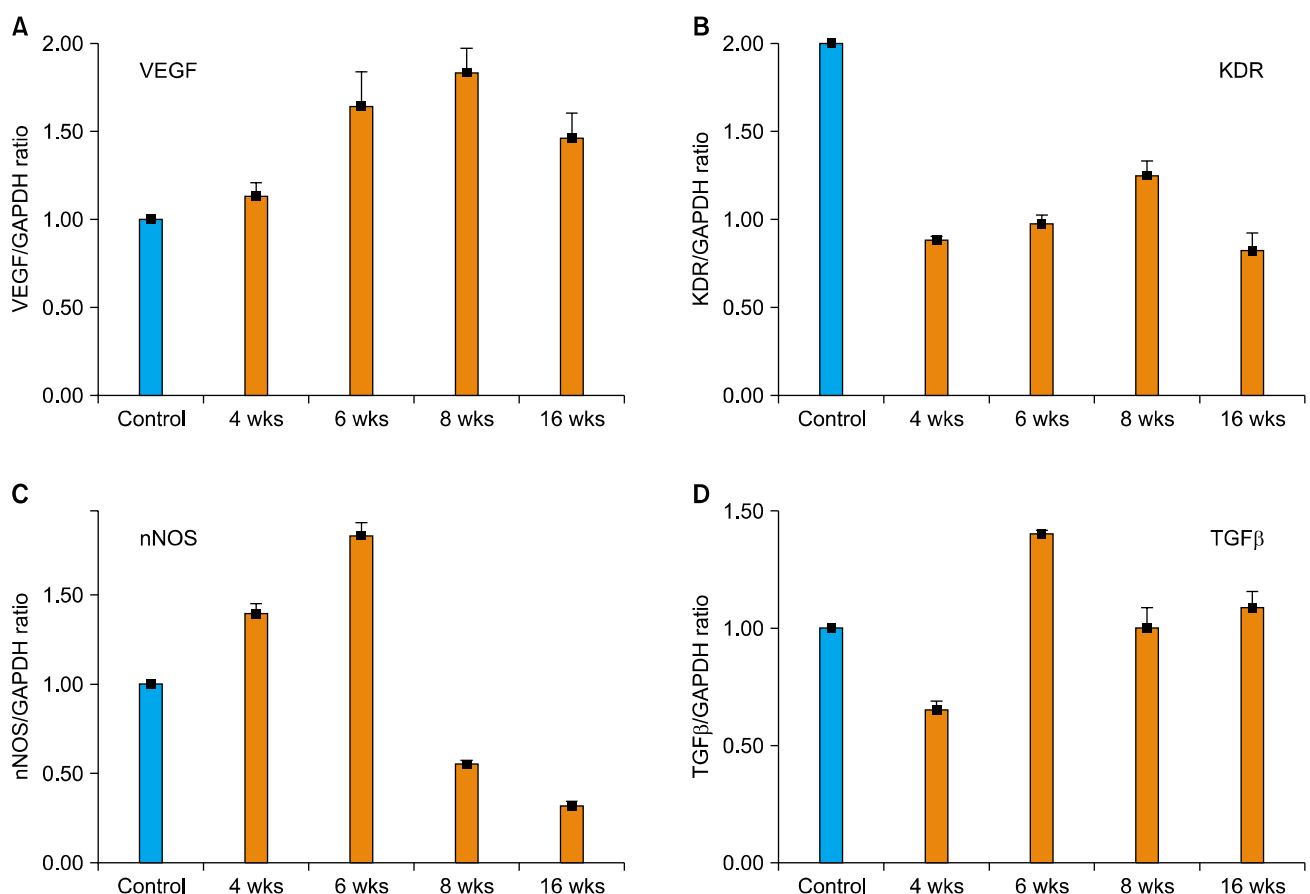 A
VEGF
VEGF/GAPDH ratio
2.00
1.50
1.00
0.50
0.00
Control 4 wks 6 wks 8 wks 16 wks
B
KDR
KDR/GAPDH ratio
2.00
1.50
1.00
0.50
0.00
Control 4 wks 6 wks 8 wks 16 wks
C
nNOS
nNOS/GAPDH ratio
1.50
1.00
0.50
0.00
Control 4 wks 6 wks 8 wks 16 wks
D
TGFβ
TGFβ/GAPDH ratio
1.50
1.00
0.50
0.00
Control 4 wks 6 wks 8 wks 16 wks